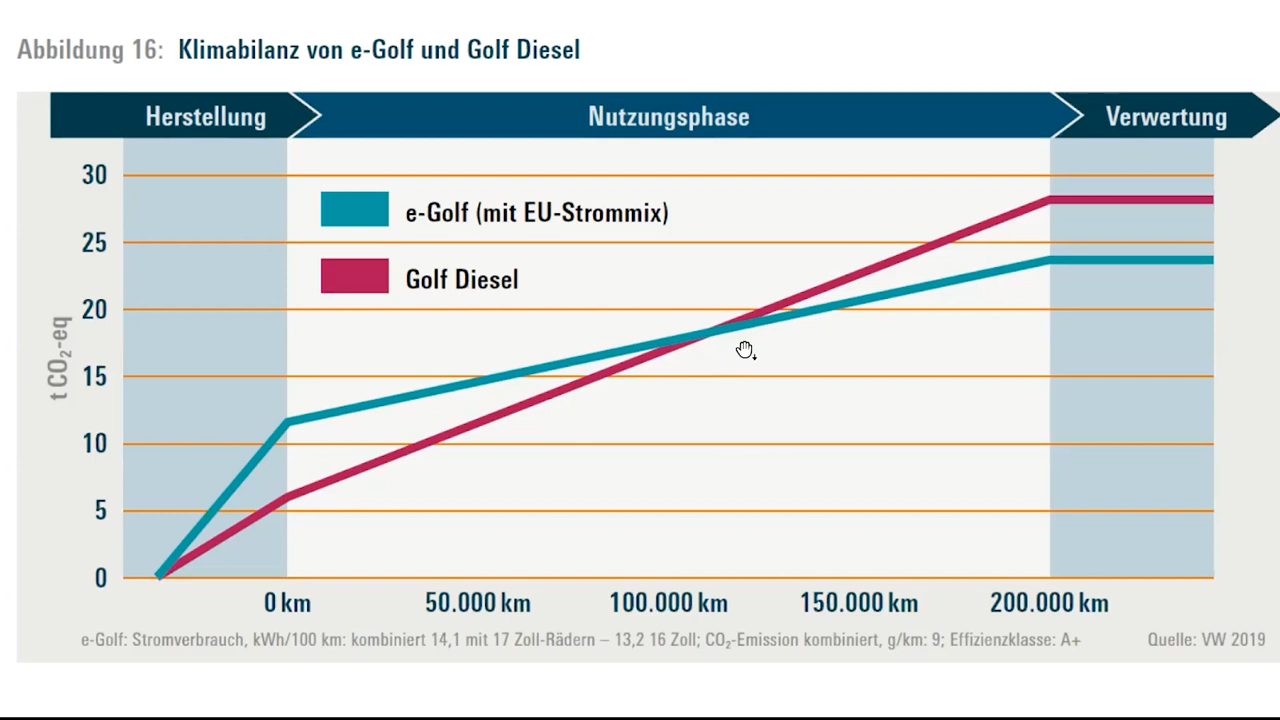 Abbildung 16: Klimabilanz von e-Golf und Golf Diesel
Herstellung Nutzungsphase Verwertung
30
e-Golf (mit EU-Strommix)
25
Golf Diesel
20
t CO₂-eq
15
10
5
0
0 km 50.000 km 100.000 km 150.000 km 200.000 km
e-Golf: Stromverbrauch, kWh/100 km: kombiniert 14,1 mit 17 Zoll-Rädern – 13,2 16 Zoll; CO₂-Emission kombiniert, g/km: 9; Effizienzklasse: A+ Quelle: VW 2019